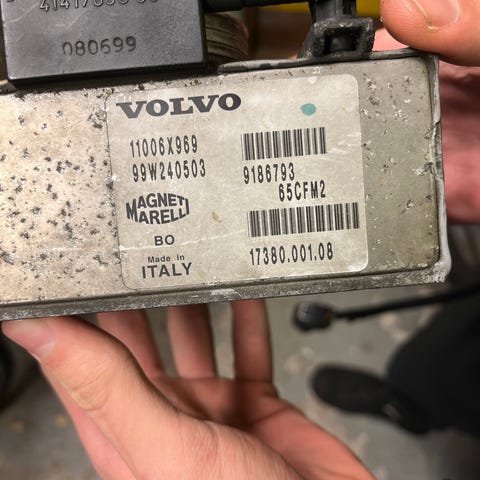 080699
VOLVO
11006X969
99W240503
9186793
65CFM2
MAGNETI
MARELLI
BO
Made in
ITALY
17380.001.08